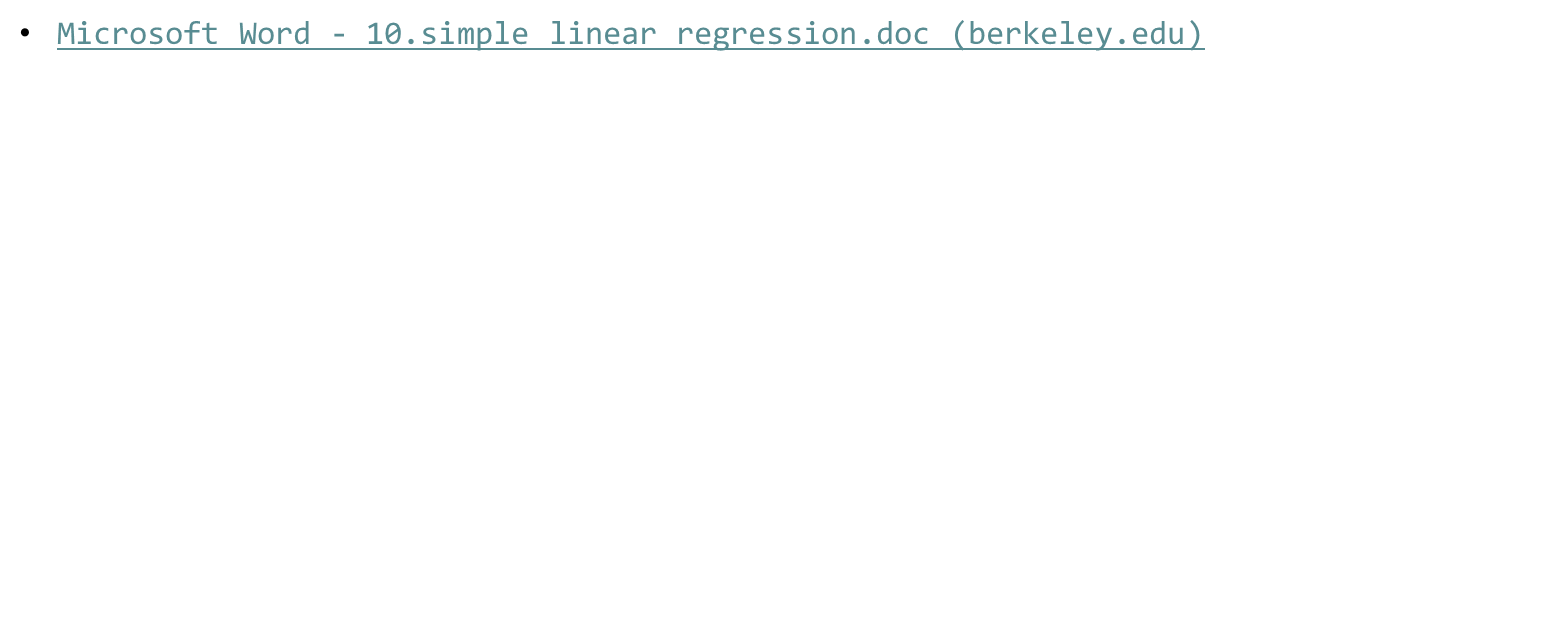 • Microsoft Word - 10.simple linear regression.doc (berkeley.edu)